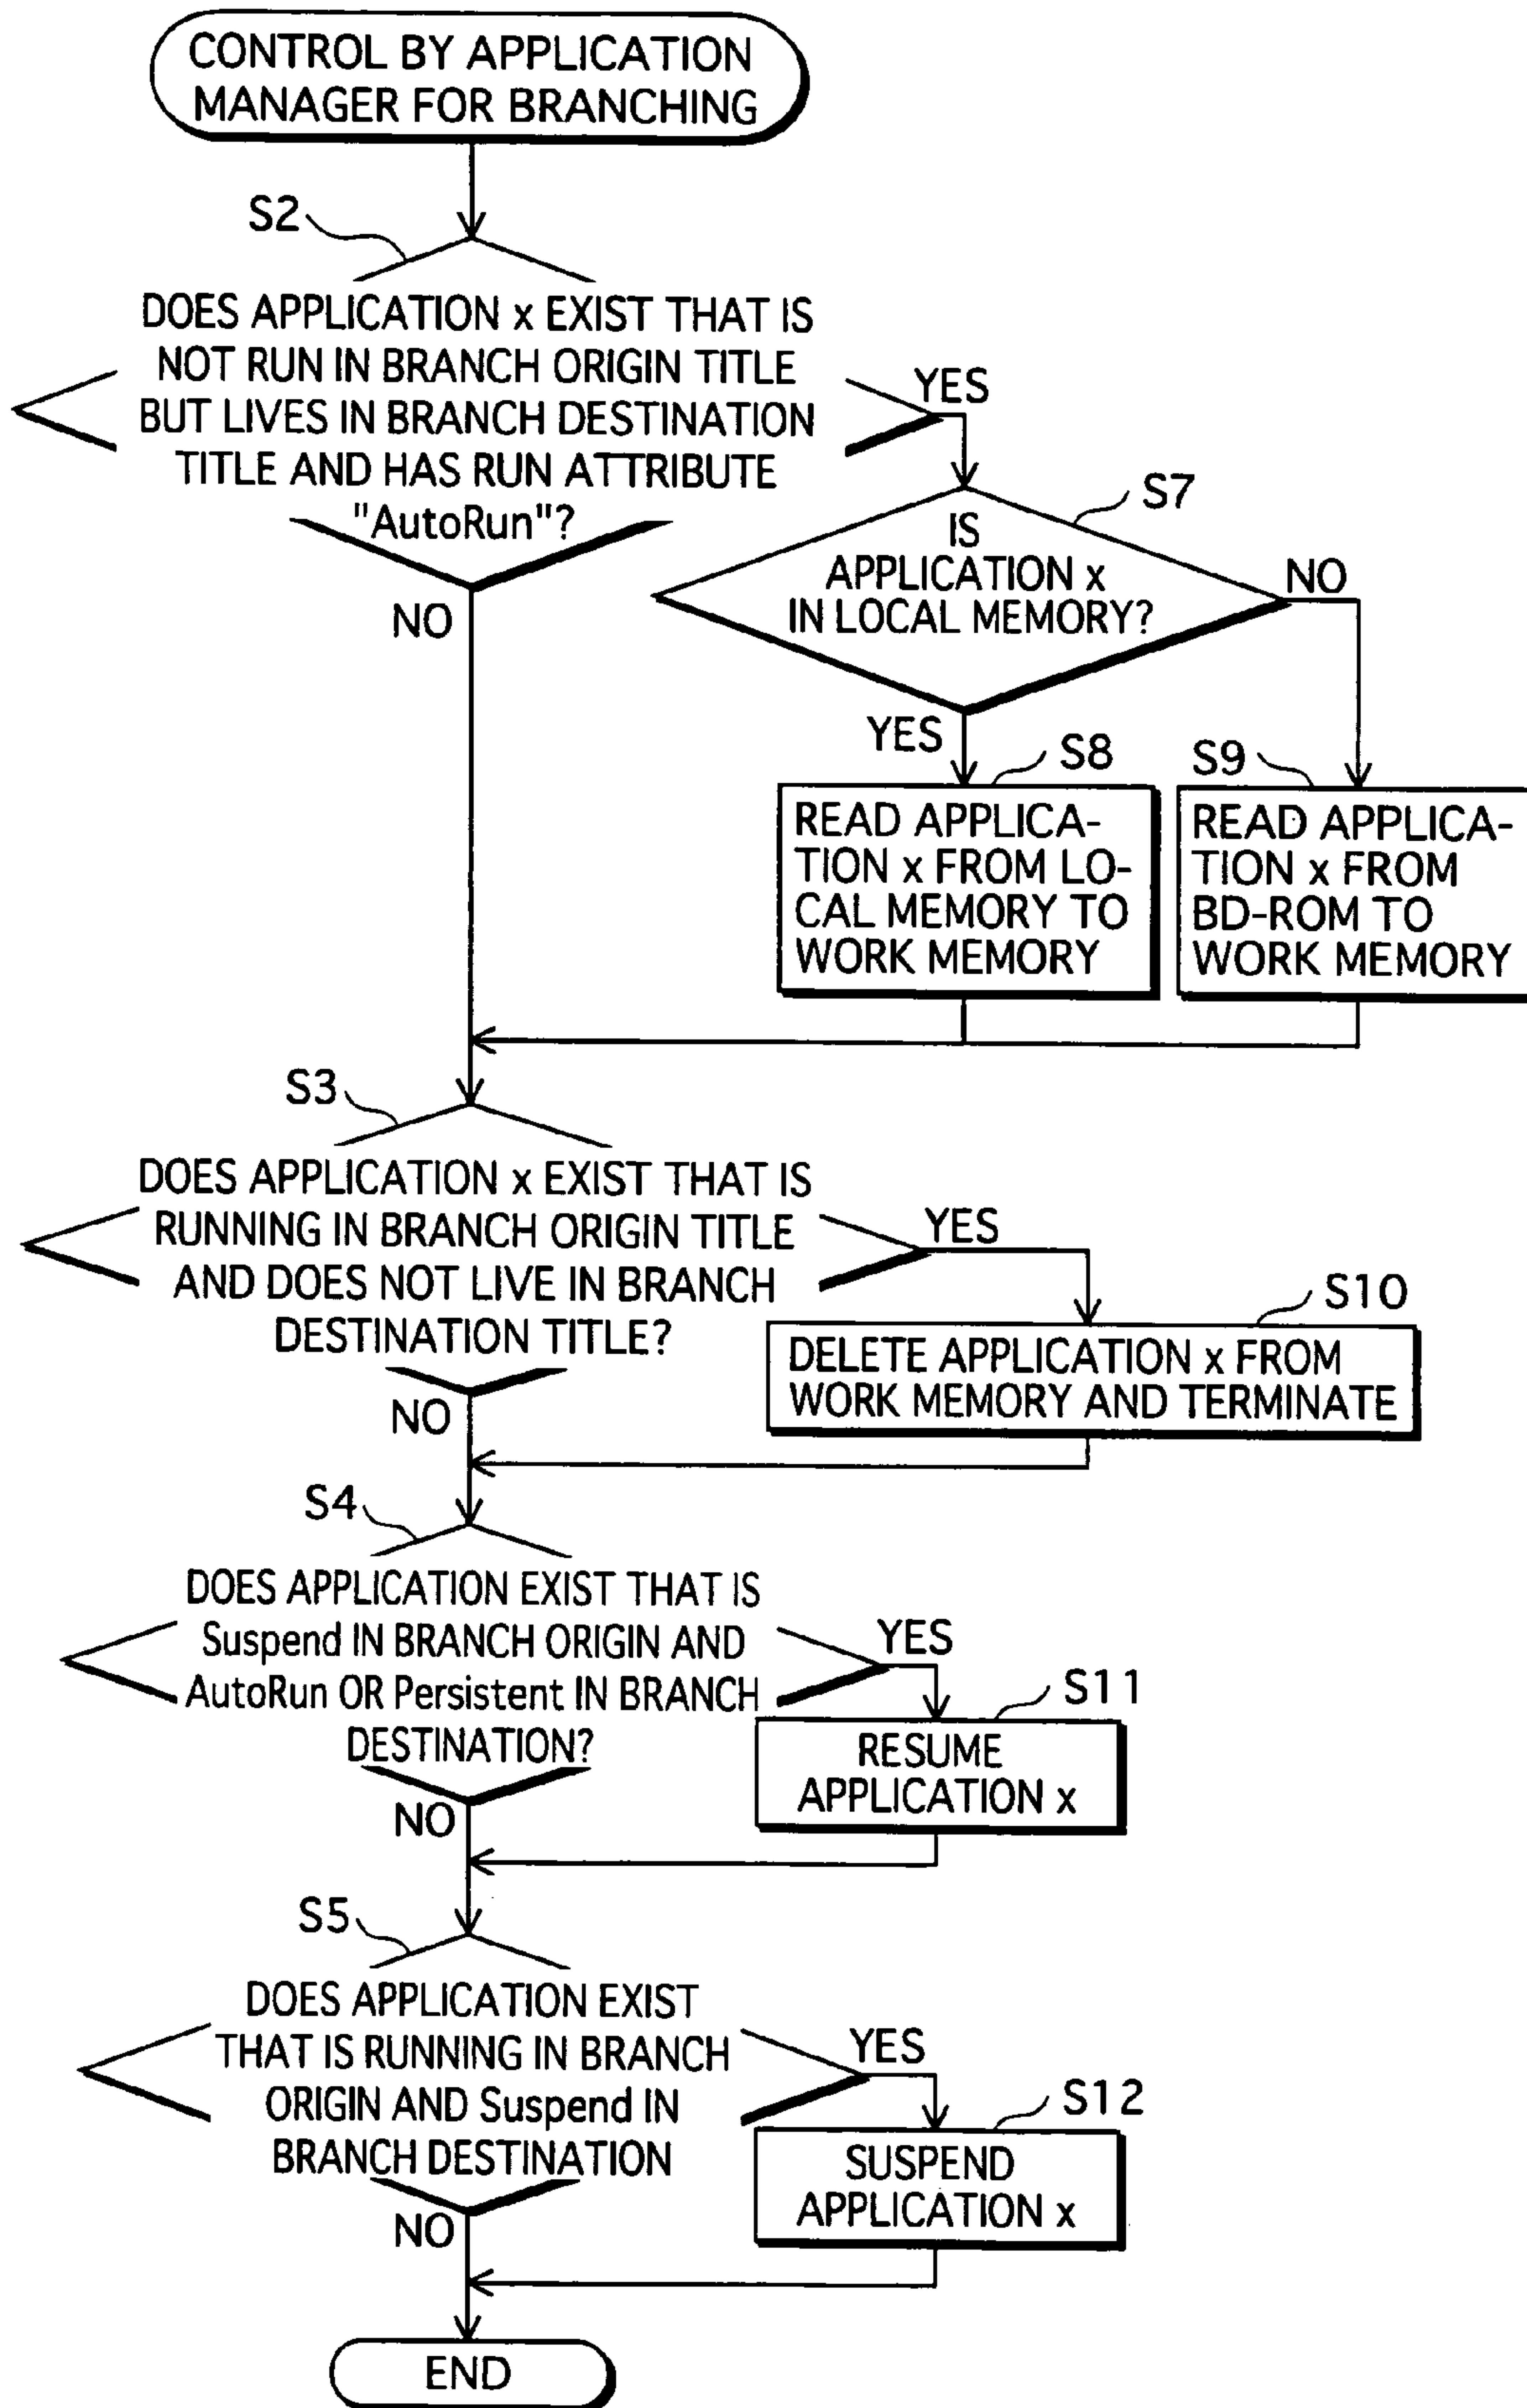 CONTROL BY APPLICATION
MANAGER FOR BRANCHING
S2
DOES APPLICATION x EXIST THAT IS
NOT RUN IN BRANCH ORIGIN TITLE
BUT LIVES IN BRANCH DESTINATION
TITLE AND HAS RUN ATTRIBUTE
"AutoRun"?
YES
NO
S7
IS
APPLICATION x
IN LOCAL MEMORY?
NO
YES
S8
READ APPLICA-
TION x FROM LO-
CAL MEMORY TO
WORK MEMORY
S9
READ APPLICA-
TION x FROM
BD-ROM TO
WORK MEMORY
S3
DOES APPLICATION x EXIST THAT IS
RUNNING IN BRANCH ORIGIN TITLE
AND DOES NOT LIVE IN BRANCH
DESTINATION TITLE?
YES
NO
S10
DELETE APPLICATION x FROM
WORK MEMORY AND TERMINATE
S4
DOES APPLICATION EXIST THAT IS
Suspend IN BRANCH ORIGIN AND
AutoRun OR Persistent IN BRANCH
DESTINATION?
YES
NO
S11
RESUME
APPLICATION x
S5
DOES APPLICATION EXIST
THAT IS RUNNING IN BRANCH
ORIGIN AND Suspend IN
BRANCH DESTINATION
YES
NO
S12
SUSPEND
APPLICATION x
END